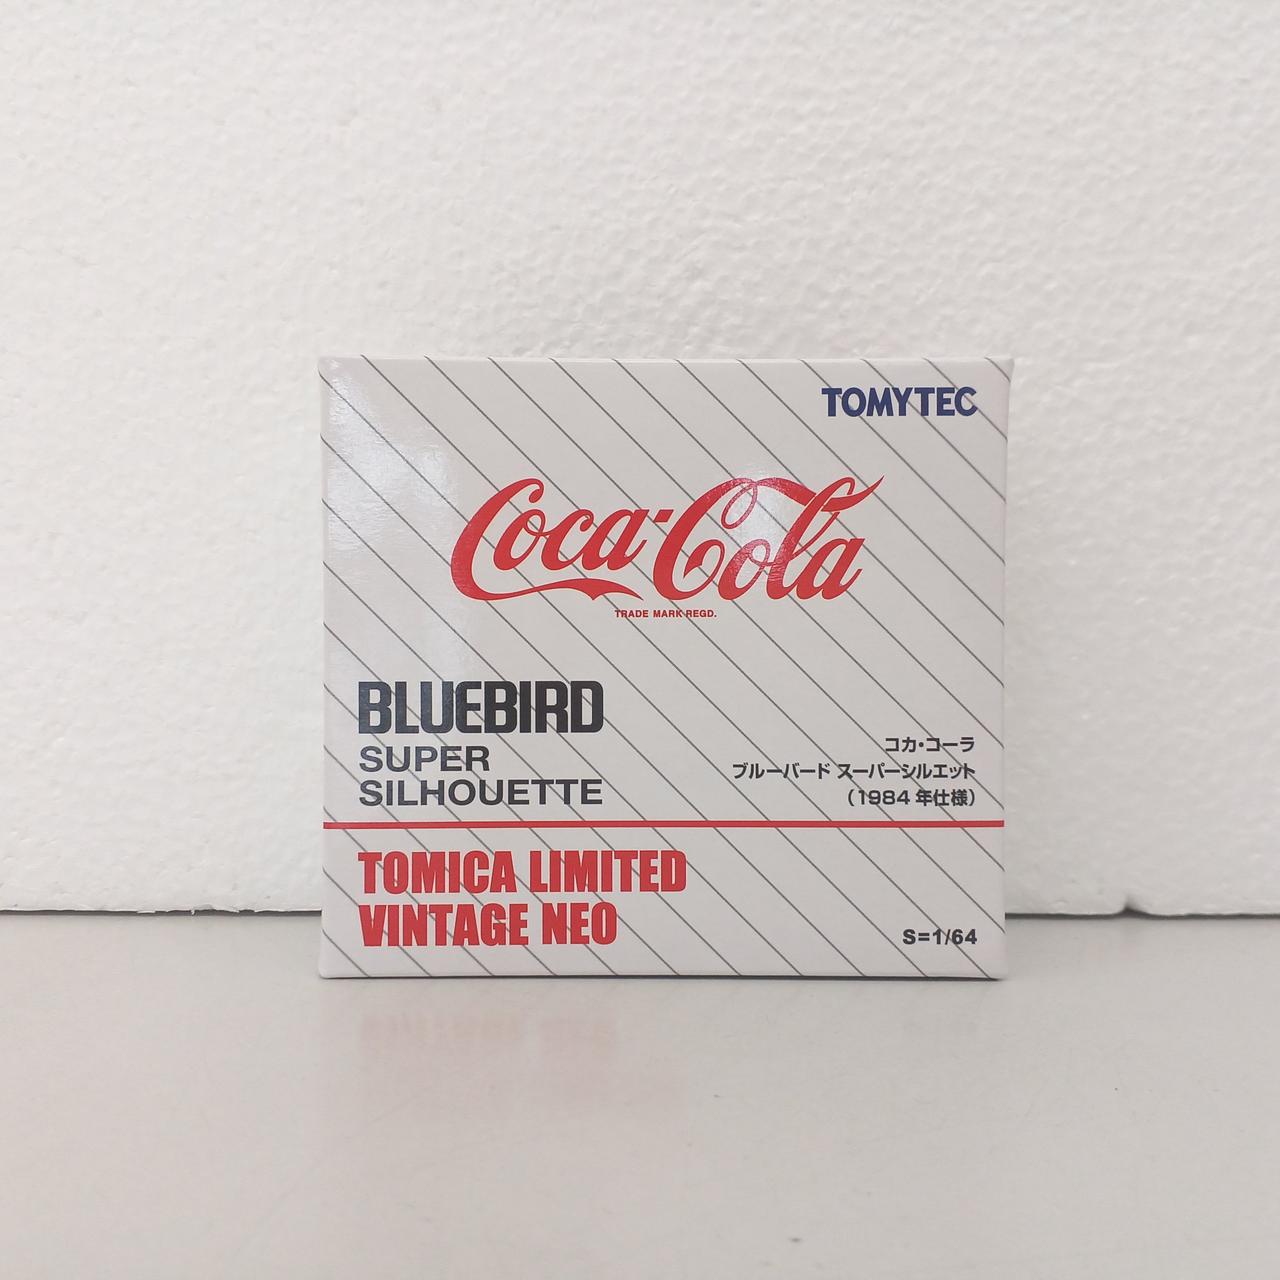 TOMYTEC
Coca-Cola
TRADE MARK REGD.
BLUEBIRD
SUPER
SILHOUETTE
コカ・コーラ
ブルーバード スーパーシルエット
（1984 年仕様）
TOMICA LIMITED
VINTAGE NEO
S=1/64